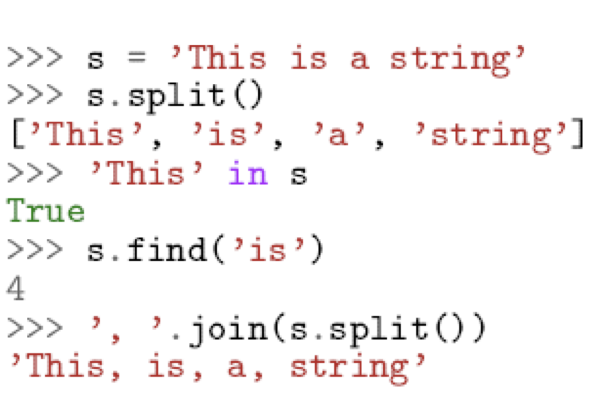 >>> s = ’This is a string’
>>> s.split()
[’This’, ’is’, ’a’, ’string’]
>>> ’This’ in s
True
>>> s.find(’is’)
4
>>> ’, ’.join(s.split())
’This, is, a, string’